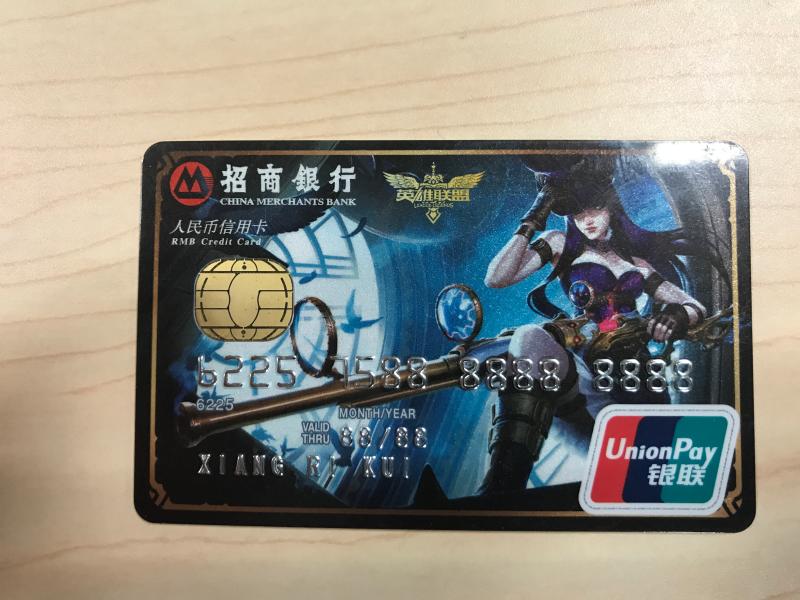 招商銀行
CHINA MERCHANTS BANK
人民币信用卡
RMB Credit Card
英雄联盟
6225 7588 8888 8888
6225
MONTH/YEAR
VALID THRU 88/88
XIANG RI KUI
UnionPay
银联